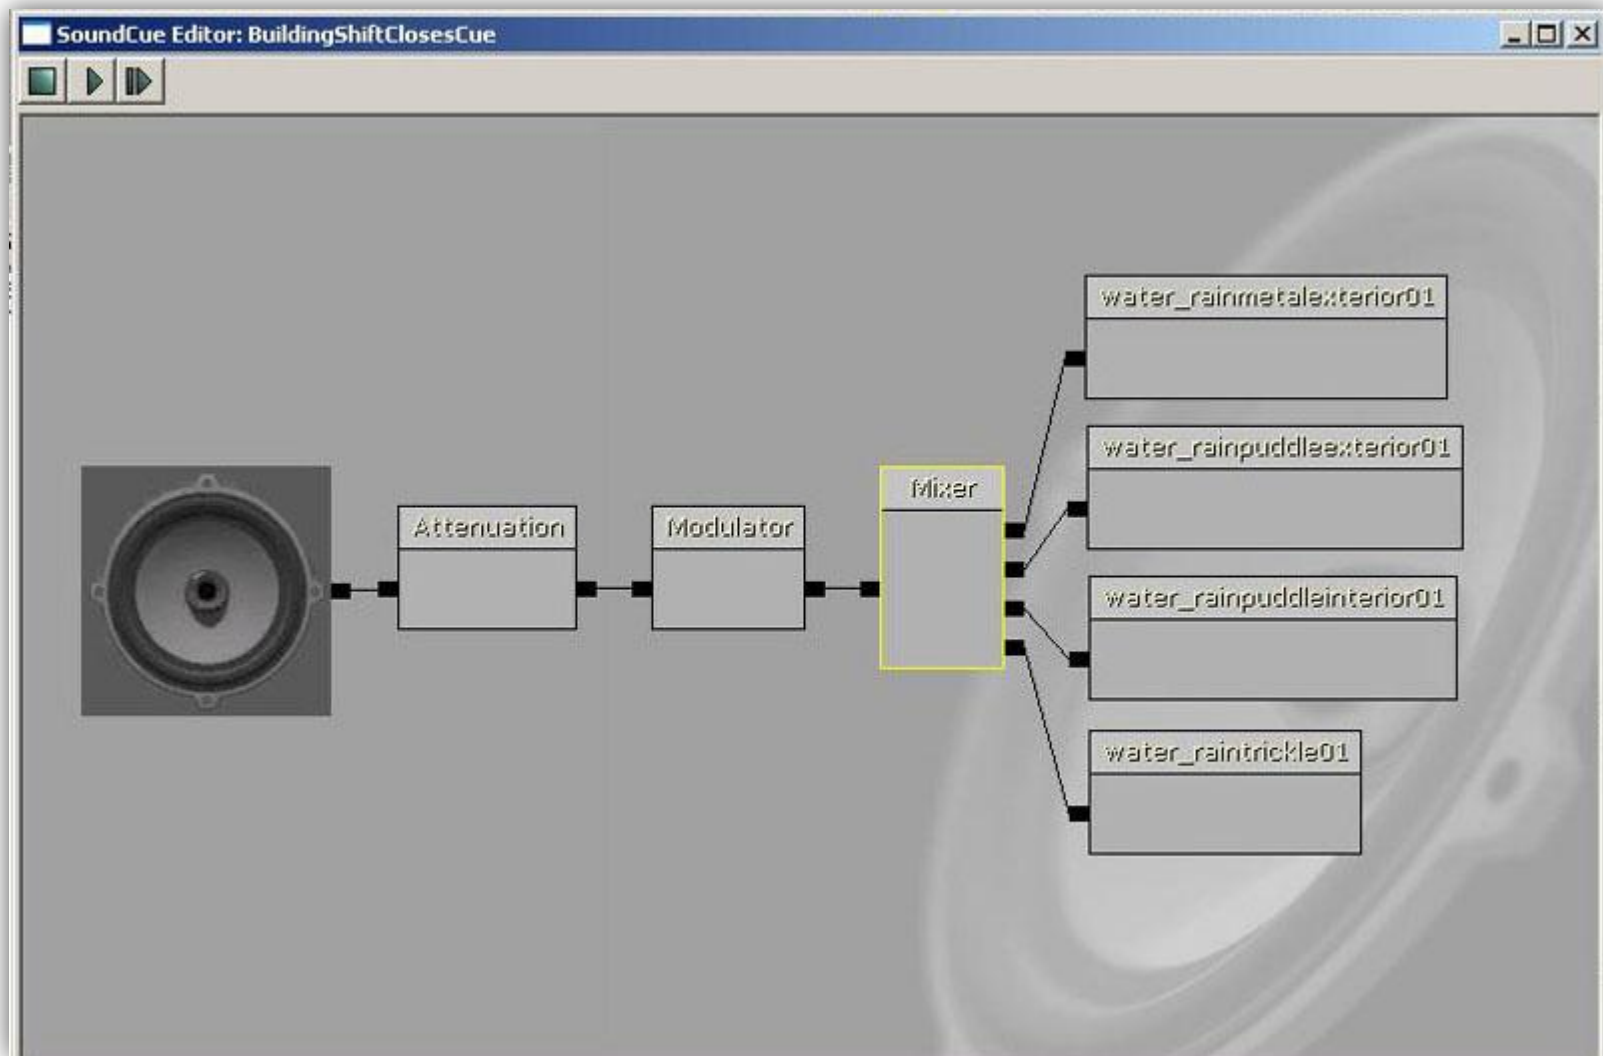 SoundCue Editor: BuildingShiftClosesCue
water_rainmetalexterior01
water_rainpuddleexterior01
Mixer
Attenuation
Modulator
water_rainpuddleinterior01
water_raintrickle01